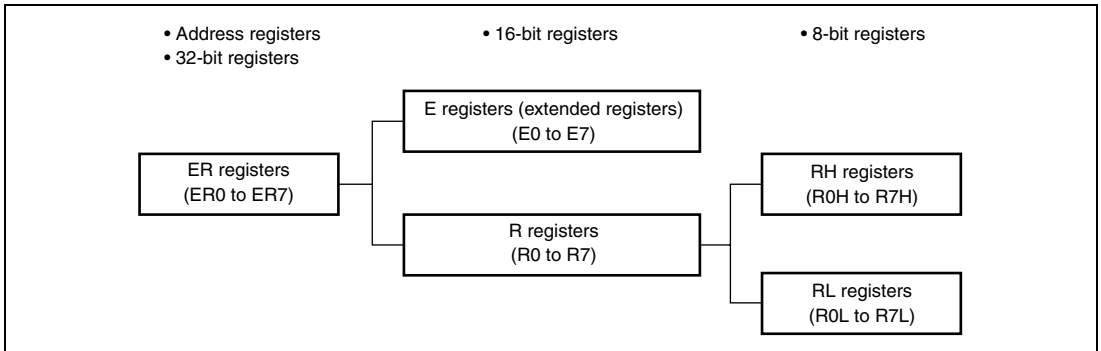 • Address registers
• 32-bit registers
• 16-bit registers
• 8-bit registers
ER registers
(ER0 to ER7)
E registers (extended registers)
(E0 to E7)
R registers
(R0 to R7)
RH registers
(R0H to R7H)
RL registers
(R0L to R7L)